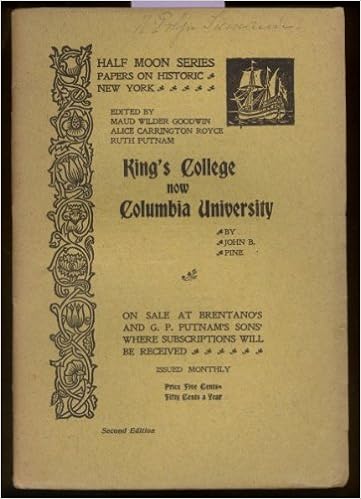 HALF MOON SERIES
PAPERS ON HISTORIC
NEW YORK
EDITED BY
MAUD WILDER GOODWIN
ALICE CARRINGTON ROYCE
RUTH PUTNAM
King's College
now
Columbia University
BY
JOHN B.
PINE
ON SALE AT BRENTANO'S
AND G. P. PUTNAM'S SONS'
WHERE SUBSCRIPTIONS WILL
BE RECEIVED
ISSUED MONTHLY
Price Five Cents
Fifty Cents a Year
Second Edition